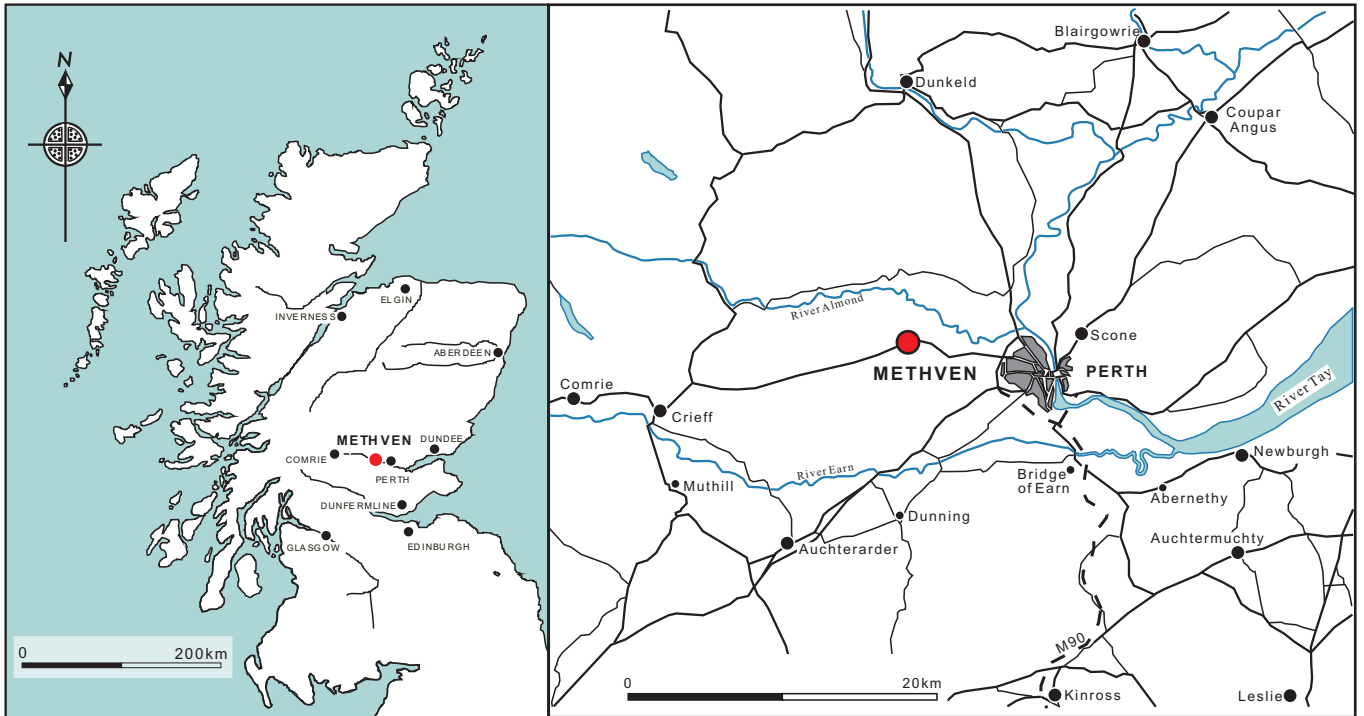 N
ELGIN
INVERNESS
ABERDEEN
METHVEN
DUNDEE
COMRIE
PERTH
DUNFERMLINE
GLASGOW
EDINBURGH
0 200km
Blairgowrie
Dunkeld
Coupar
Angus
River Almond
Scone
METHVEN
PERTH
River Tay
Comrie
Crieff
Newburgh
River Earn
Bridge
of Earn
Muthill
Abernethy
Dunning
Auchtermuchty
Auchterarder
M90
0 20km
Kinross
Leslie